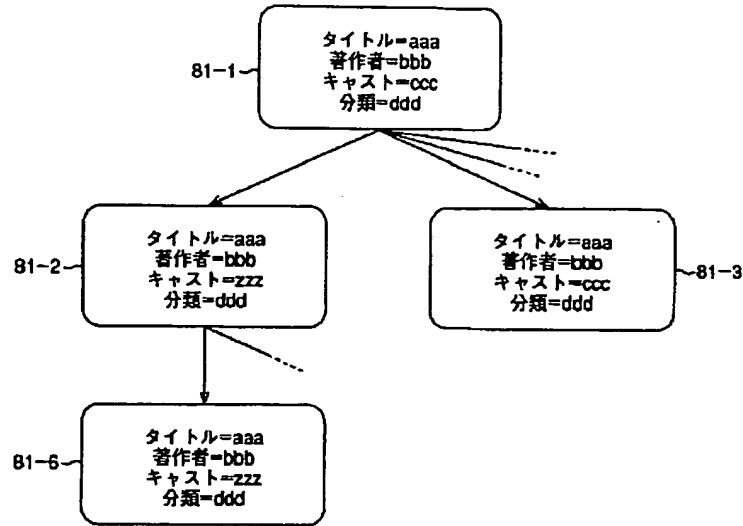 81-1
タイトル=aaa
著作者=bbb
キャスト=ccc
分類=ddd
81-2
タイトル=aaa
著作者=bbb
キャスト=zzz
分類=ddd
タイトル=aaa
著作者=bbb
キャスト=ccc
分類=ddd
81-3
81-6
タイトル=aaa
著作者=bbb
キャスト=zzz
分類=ddd